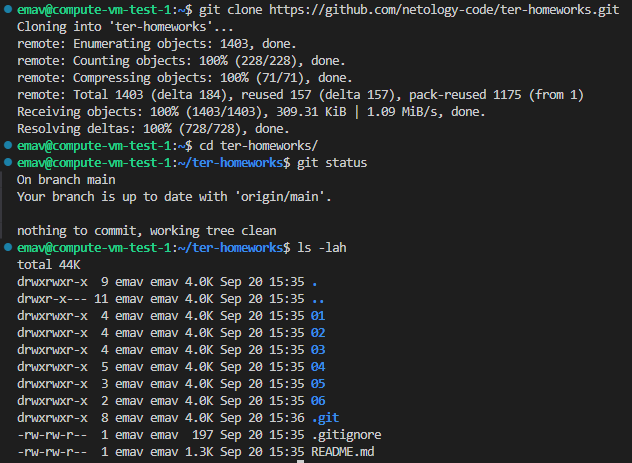 emav@compute-vm-test-1:~$ git clone https://github.com/netology-code/ter-homeworks.git
Cloning into 'ter-homeworks'...
remote: Enumerating objects: 1403, done.
remote: Counting objects: 100% (228/228), done.
remote: Compressing objects: 100% (71/71), done.
remote: Total 1403 (delta 184), reused 157 (delta 157), pack-reused 1175 (from 1)
Receiving objects: 100% (1403/1403), 309.31 KiB | 1.09 MiB/s, done.
Resolving deltas: 100% (728/728), done.
emav@compute-vm-test-1:~$ cd ter-homeworks/
emav@compute-vm-test-1:~/ter-homeworks$ git status
On branch main
Your branch is up to date with 'origin/main'.
nothing to commit, working tree clean
emav@compute-vm-test-1:~/ter-homeworks$ ls -lah
total 44K
drwxrwxr-x  9 emav emav 4.0K Sep 20 15:35 .
drwxr-x--- 11 emav emav 4.0K Sep 20 15:35 ..
drwxrwxr-x  4 emav emav 4.0K Sep 20 15:35 01
drwxrwxr-x  4 emav emav 4.0K Sep 20 15:35 02
drwxrwxr-x  4 emav emav 4.0K Sep 20 15:35 03
drwxrwxr-x  5 emav emav 4.0K Sep 20 15:35 04
drwxrwxr-x  3 emav emav 4.0K Sep 20 15:35 05
drwxrwxr-x  2 emav emav 4.0K Sep 20 15:35 06
drwxrwxr-x  8 emav emav 4.0K Sep 20 15:36 .git
-rw-rw-r--  1 emav emav  197 Sep 20 15:35 .gitignore
-rw-rw-r--  1 emav emav 1.3K Sep 20 15:35 README.md